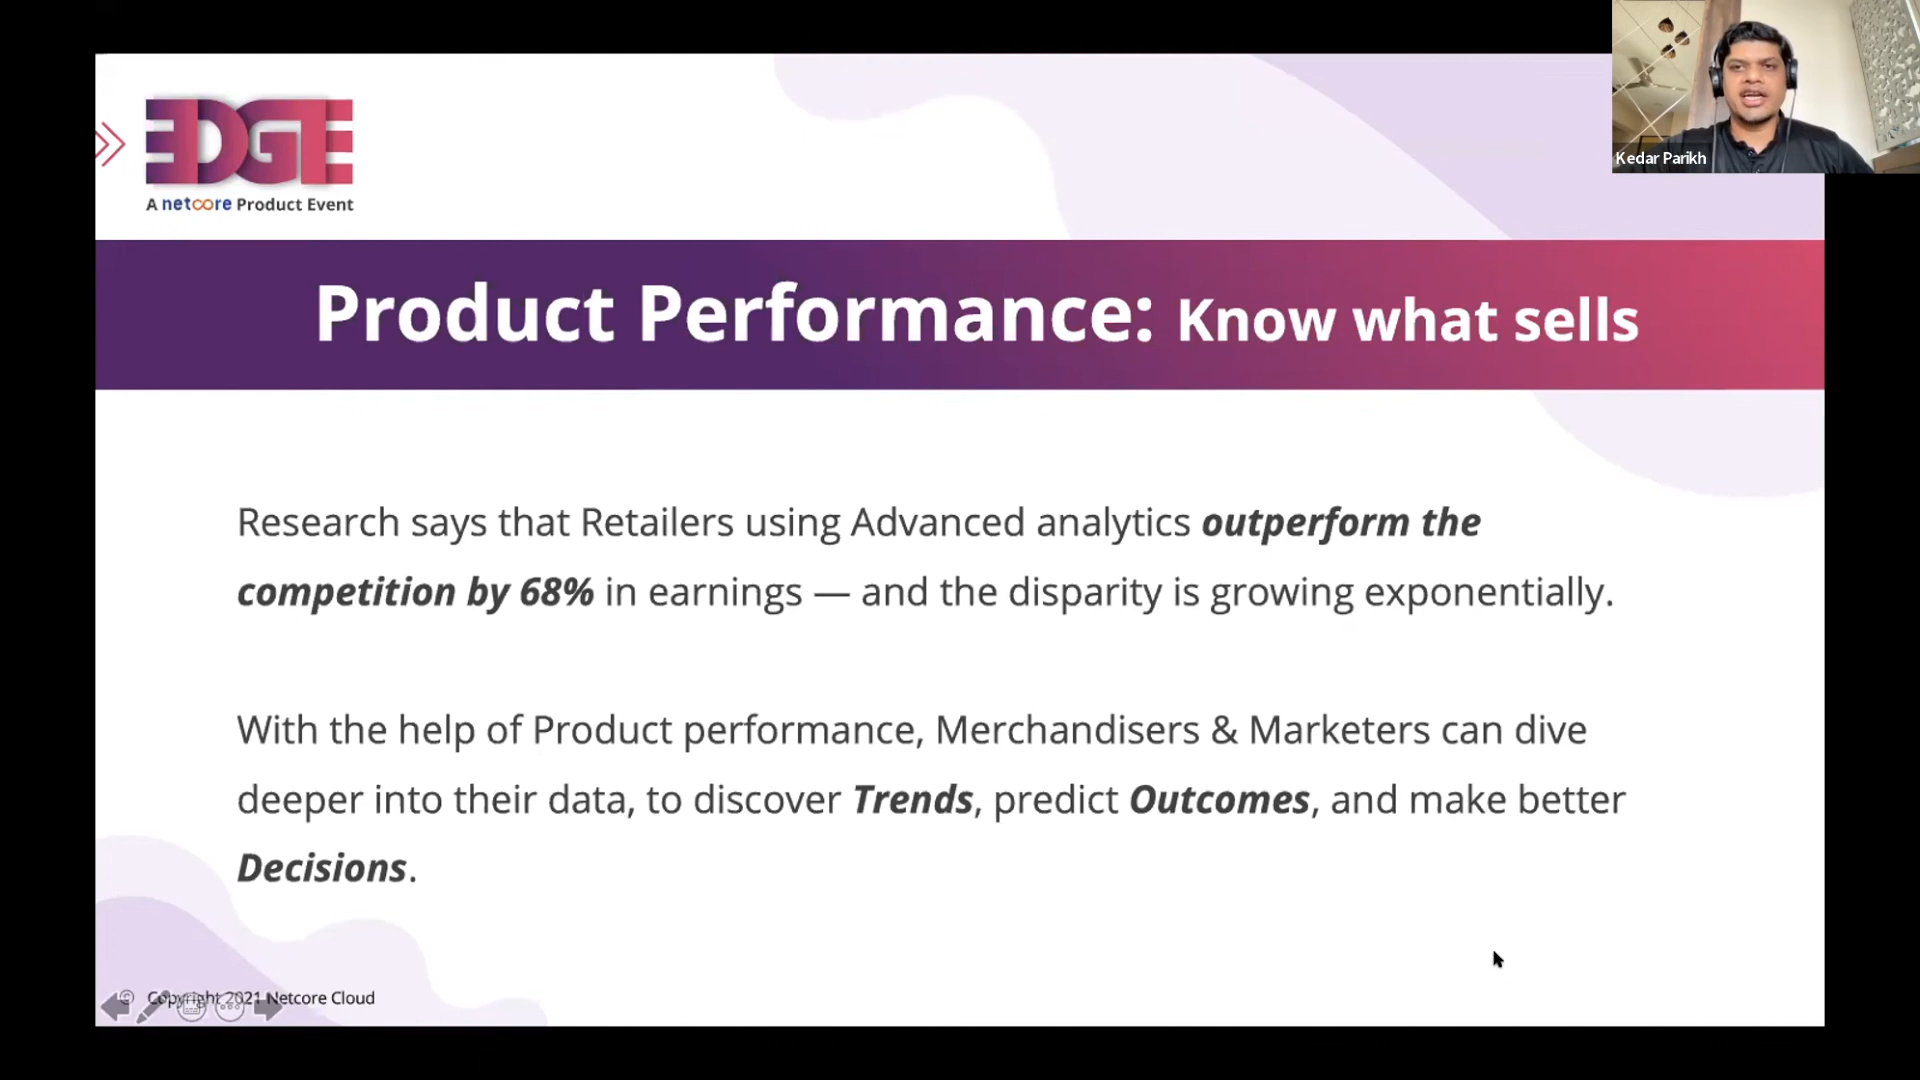 EDGE
A netcore Product Event
Kedar Parikh
Product Performance: Know what sells
Research says that Retailers using Advanced analytics outperform the
competition by 68% in earnings — and the disparity is growing exponentially.
With the help of Product performance, Merchandisers & Marketers can dive
deeper into their data, to discover Trends, predict Outcomes, and make better
Decisions.
© Copyright 2021 Netcore Cloud